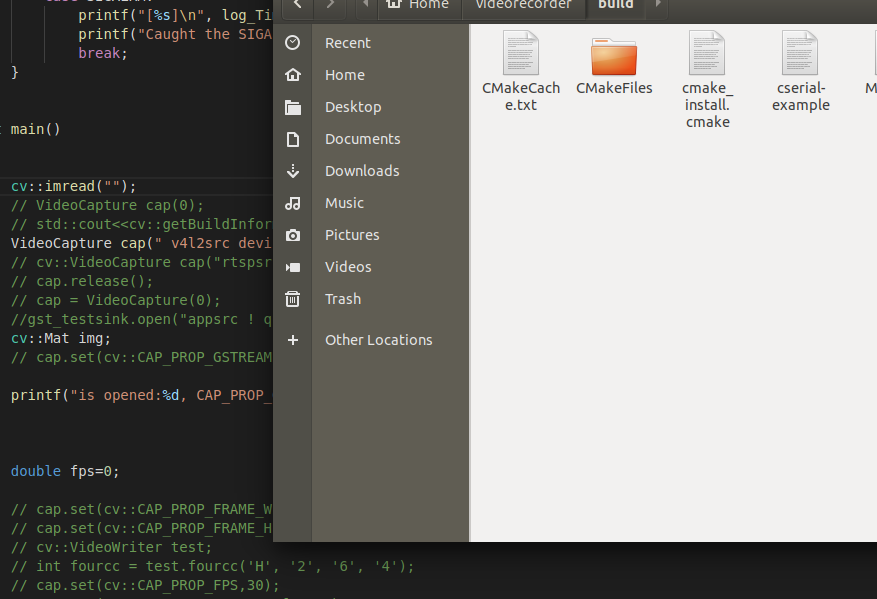 printf("[%s]\n", log_Ti
printf("Caught the SIGA
break;
}
main()
cv::imread("");
// VideoCapture cap(0);
// std::cout<<cv::getBuildInfor
VideoCapture cap(" v4l2src devi
// cv::VideoCapture cap("rtspsr
// cap.release();
// cap = VideoCapture(0);
//gst_testsink.open("appsrc ! q
cv::Mat img;
// cap.set(cv::CAP_PROP_GSTREAM
printf("is opened:%d, CAP_PROP_
double fps=0;
// cap.set(cv::CAP_PROP_FRAME_W
// cap.set(cv::CAP_PROP_FRAME_H
// cv::VideoWriter test;
// int fourcc = test.fourcc('H', '2', '6', '4');
// cap.set(cv::CAP_PROP_FPS,30);
Home
videorecorder
build
Recent
Home
Desktop
Documents
Downloads
Music
Pictures
Videos
Trash
Other Locations
CMakeCach
e.txt
CMakeFiles
cmake_
install.
cmake
cserial-
example
M